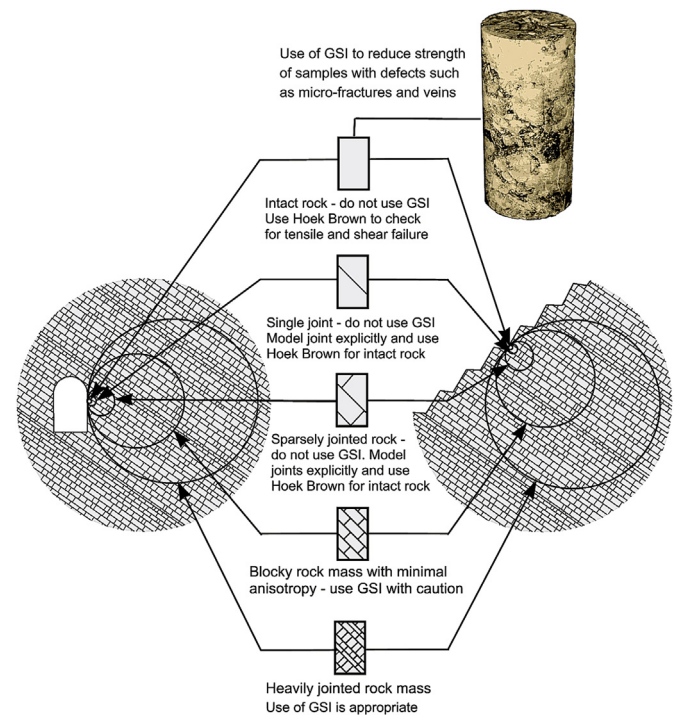 Use of GSI to reduce strength
of samples with defects such
as micro-fractures and veins
Intact rock - do not use GSI
Use Hoek Brown to check
for tensile and shear failure
Single joint - do not use GSI
Model joint explicitly and use
Hoek Brown for intact rock
Sparsely jointed rock -
do not use GSI. Model
joints explicitly and use
Hoek Brown for intact rock
Blocky rock mass with minimal
anisotropy - use GSI with caution
Heavily jointed rock mass
Use of GSI is appropriate